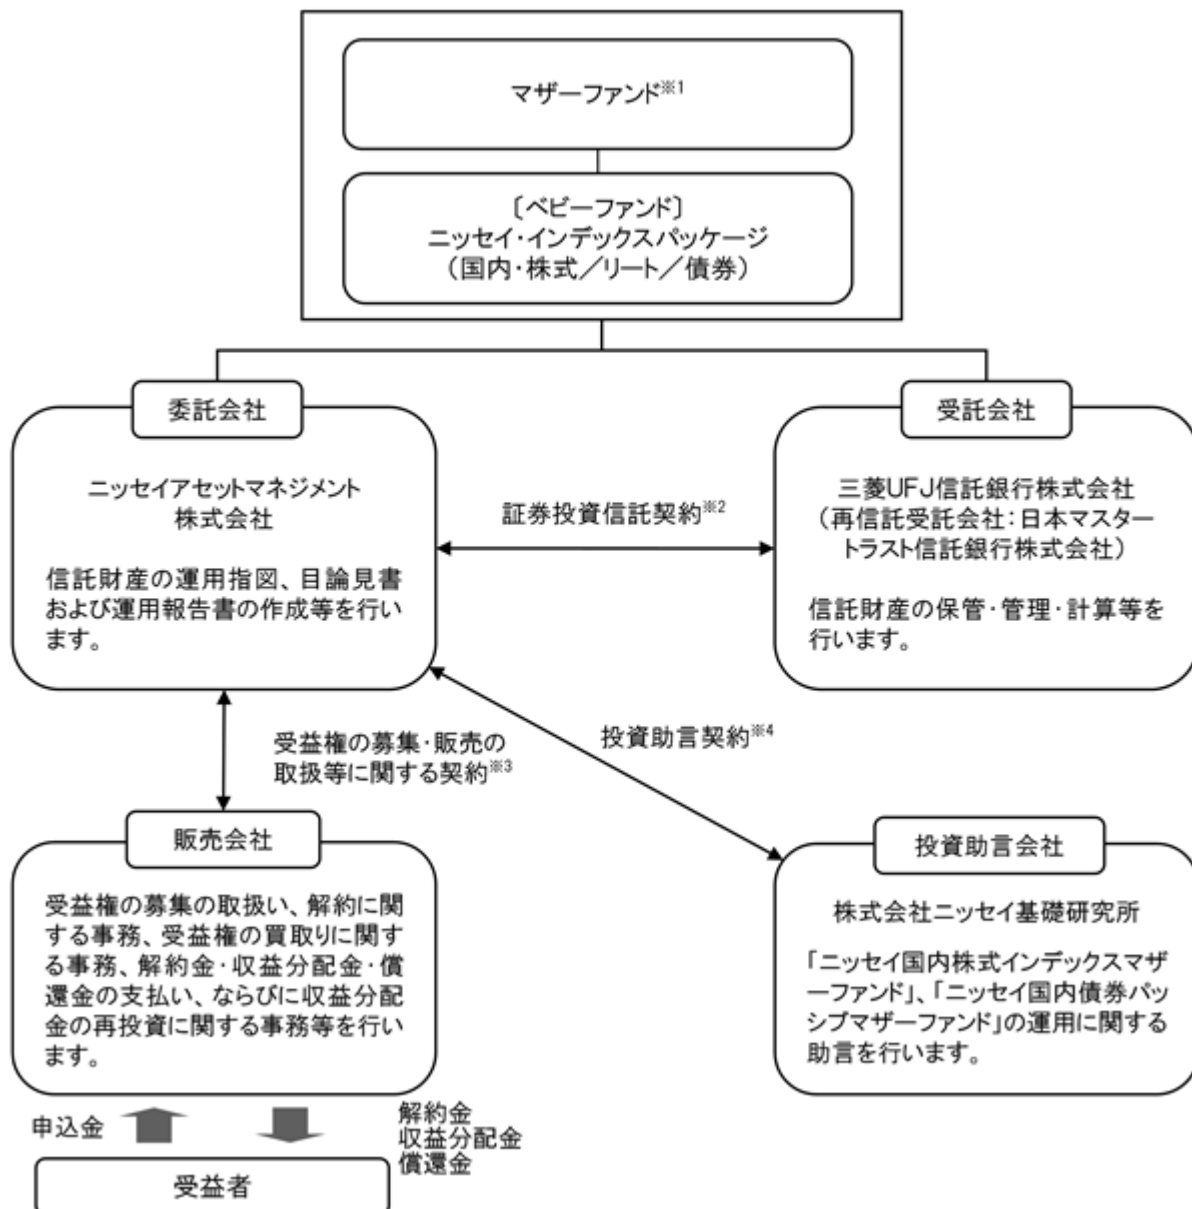 マザーファンド※1
〔ベビーファンド〕
ニッセイ・インデックスパッケージ
（国内・株式／リート／債券）
委託会社
ニッセイアセットマネジメント
株式会社
信託財産の運用指図、目論見書
および運用報告書の作成等を行い
ます。
証券投資信託契約※2
受託会社
三菱UFJ信託銀行株式会社
（再信託受託会社：日本マスター
トラスト信託銀行株式会社）
信託財産の保管・管理・計算等を
行います。
受益権の募集・販売の
取扱等に関する契約※3
投資助言契約※4
販売会社
受益権の募集の取扱い、解約に関
する事務、受益権の買取りに関す
る事務、解約金・収益分配金・償
還金の支払い、ならびに収益分配
金の再投資に関する事務等を行い
ます。
投資助言会社
株式会社ニッセイ基礎研究所
「ニッセイ国内株式インデックスマザ
ーファンド」、「ニッセイ国内債券パッ
シブマザーファンド」の運用に関する
助言を行います。
申込金
解約金
収益分配金
償還金
受益者